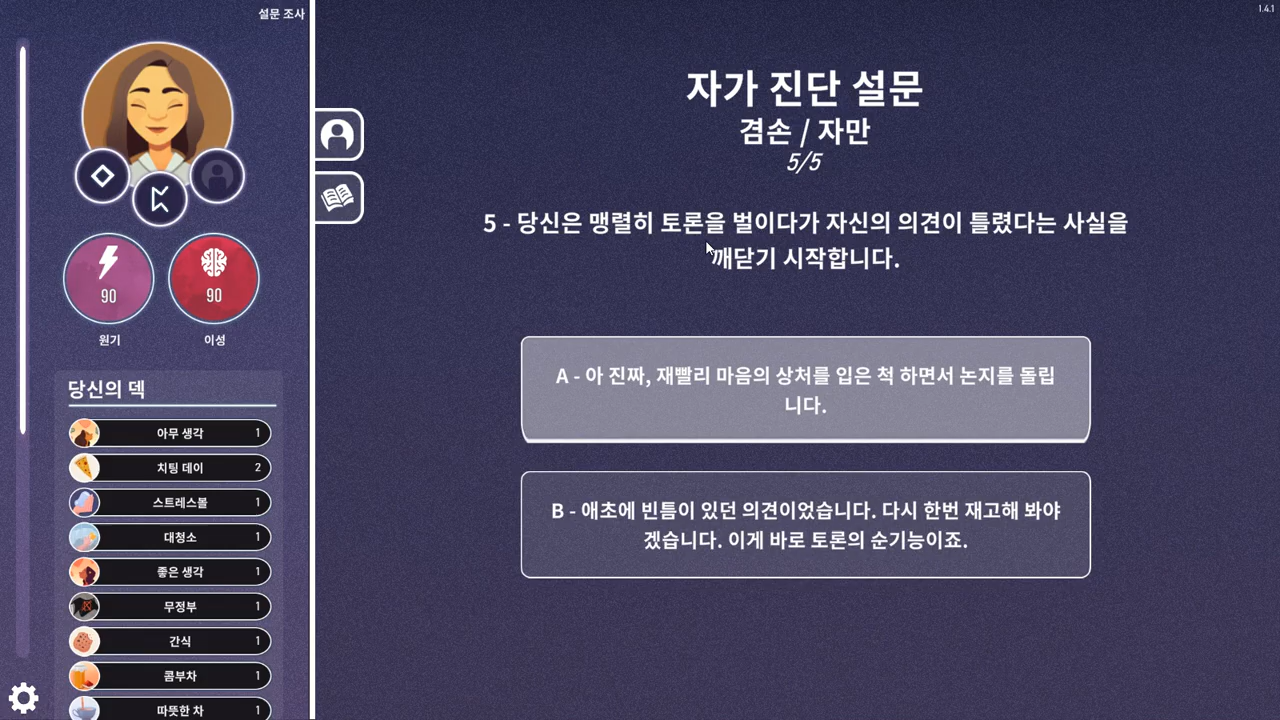 설문 조사
1.4.1
90
90
원기
이성
당신의 덱
아무 생각 1
치팅 데이 2
스트레스볼 1
대청소 1
좋은 생각 1
무정부 1
간식 1
콤부차 1
따뜻한 차 1
자가 진단 설문
겸손 / 자만
5/5
5 - 당신은 맹렬히 토론을 벌이다가 자신의 의견이 틀렸다는 사실을
깨닫기 시작합니다.
A - 아 진짜, 재빨리 마음의 상처를 입은 척 하면서 논지를 돌립
니다.
B - 애초에 빈틈이 있던 의견이었습니다. 다시 한번 재고해 봐야
겠습니다. 이게 바로 토론의 순기능이죠.